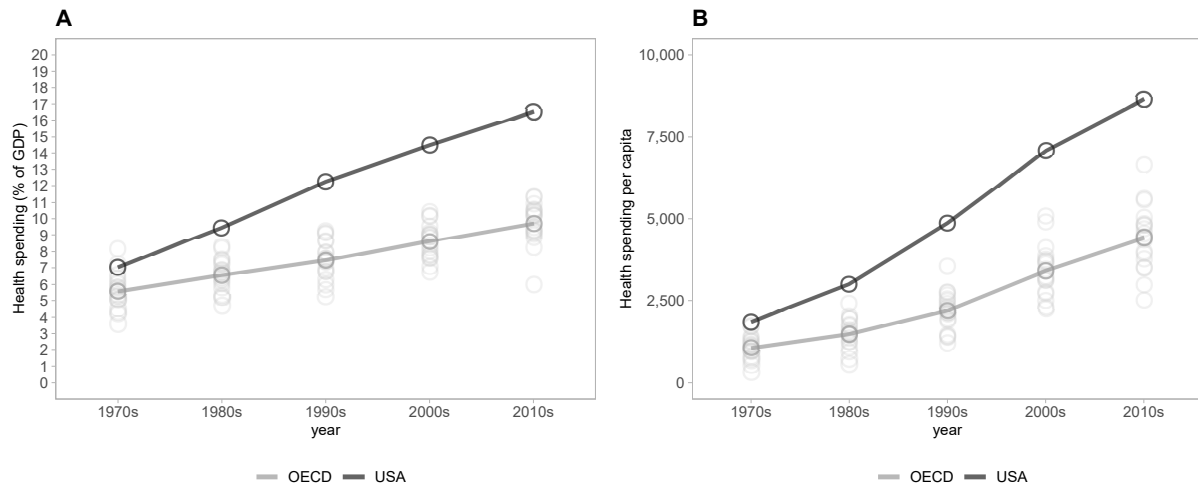 A
Health spending (% of GDP)
20
19
18
17
16
15
14
13
12
11
10
9
8
7
6
5
4
3
2
1
0
1970s 1980s 1990s 2000s 2010s
year
OECD USA
B
Health spending per capita
10,000
7,500
5,000
2,500
0
1970s 1980s 1990s 2000s 2010s
year
OECD USA